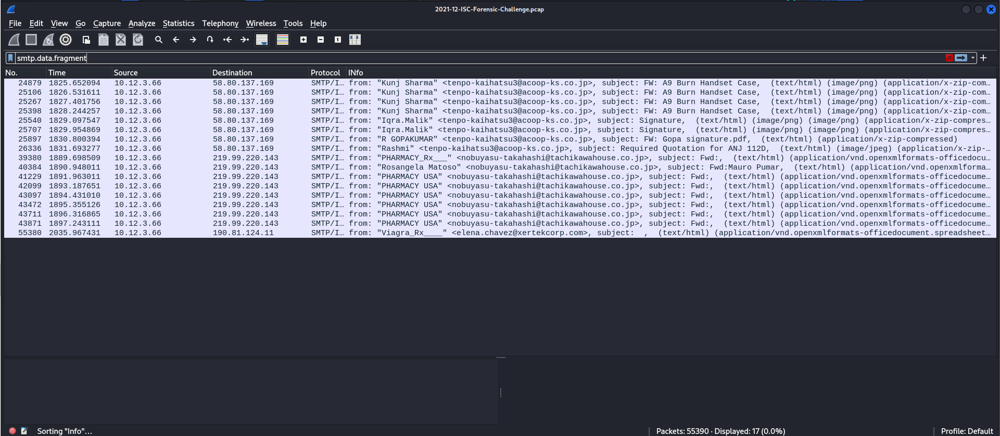 2021-12-ISC-Forensic-Challenge.pcap
File Edit View Go Capture Analyze Statistics Telephony Wireless Tools Help
smtp.data.fragment
No. Time Source Destination Protocol INfo
24879 1825.652094 10.12.3.66 58.80.137.169 SMTP/I… from: "Kunj Sharma" <tenpo-kaihatsu3@acoop-ks.co.jp>, subject: FW: A9 Burn Handset Case,  (text/html) (image/png) (application/x-zip-com…
25106 1826.531611 10.12.3.66 58.80.137.169 SMTP/I… from: "Kunj Sharma" <tenpo-kaihatsu3@acoop-ks.co.jp>, subject: FW: A9 Burn Handset Case,  (text/html) (image/png) (application/x-zip-com…
25267 1827.401756 10.12.3.66 58.80.137.169 SMTP/I… from: "Kunj Sharma" <tenpo-kaihatsu3@acoop-ks.co.jp>, subject: FW: A9 Burn Handset Case,  (text/html) (image/png) (application/x-zip-com…
25398 1828.244257 10.12.3.66 58.80.137.169 SMTP/I… from: "Kunj Sharma" <tenpo-kaihatsu3@acoop-ks.co.jp>, subject: FW: A9 Burn Handset Case,  (text/html) (image/png) (application/x-zip-com…
25540 1829.097547 10.12.3.66 58.80.137.169 SMTP/I… from: "Iqra.Malik" <tenpo-kaihatsu3@acoop-ks.co.jp>, subject: Signature,  (text/html) (image/png) (image/png) (application/x-zip-compres…
25707 1829.954869 10.12.3.66 58.80.137.169 SMTP/I… from: "Iqra.Malik" <tenpo-kaihatsu3@acoop-ks.co.jp>, subject: Signature,  (text/html) (image/png) (image/png) (application/x-zip-compres…
25897 1830.800394 10.12.3.66 58.80.137.169 SMTP/I… from: "R GOPAKUMAR" <tenpo-kaihatsu3@acoop-ks.co.jp>, subject: FW: Gopa signature.pdf,  (text/html) (application/x-zip-compressed)
26336 1831.693277 10.12.3.66 58.80.137.169 SMTP/I… from: "Rashmi" <tenpo-kaihatsu3@acoop-ks.co.jp>, subject: Required Quotation for ANJ 112D,  (text/html) (image/jpeg) (application/x-zip-…
39380 1889.698509 10.12.3.66 219.99.220.143 SMTP/I… from: "PHARMACY_Rx___" <nobuyasu-takahashi@tachikawahouse.co.jp>, subject: Fwd:,  (text/html) (application/vnd.openxmlformats-officedocu…
40384 1890.948011 10.12.3.66 219.99.220.143 SMTP/I… from: "Rosangela Matoso" <nobuyasu-takahashi@tachikawahouse.co.jp>, subject: Fwd:Mauro Pumar,  (text/html) (application/vnd.openxmlforma…
41229 1891.963011 10.12.3.66 219.99.220.143 SMTP/I… from: "PHARMACY USA" <nobuyasu-takahashi@tachikawahouse.co.jp>, subject: Fwd:,  (text/html) (application/vnd.openxmlformats-officedocume…
42099 1893.187651 10.12.3.66 219.99.220.143 SMTP/I… from: "PHARMACY USA" <nobuyasu-takahashi@tachikawahouse.co.jp>, subject: Fwd:,  (text/html) (application/vnd.openxmlformats-officedocume…
43097 1894.431010 10.12.3.66 219.99.220.143 SMTP/I… from: "PHARMACY USA" <nobuyasu-takahashi@tachikawahouse.co.jp>, subject: Fwd:,  (text/html) (application/vnd.openxmlformats-officedocume…
43472 1895.355126 10.12.3.66 219.99.220.143 SMTP/I… from: "PHARMACY USA" <nobuyasu-takahashi@tachikawahouse.co.jp>, subject: Fwd:,  (text/html) (application/vnd.openxmlformats-officedocume…
43711 1896.316865 10.12.3.66 219.99.220.143 SMTP/I… from: "PHARMACY USA" <nobuyasu-takahashi@tachikawahouse.co.jp>, subject: Fwd:,  (text/html) (application/vnd.openxmlformats-officedocume…
43871 1897.243111 10.12.3.66 219.99.220.143 SMTP/I… from: "PHARMACY USA" <nobuyasu-takahashi@tachikawahouse.co.jp>, subject: Fwd:,  (text/html) (application/vnd.openxmlformats-officedocume…
55380 2035.967431 10.12.3.66 190.81.124.11 SMTP/I… from: "Viagra_Rx____" <elena.chavez@xertekcorp.com>, subject:  ,  (text/html) (application/vnd.openxmlformats-officedocument.spreadsheet…
Sorting "Info"… Packets: 55390 · Displayed: 17 (0.0%) Profile: Default